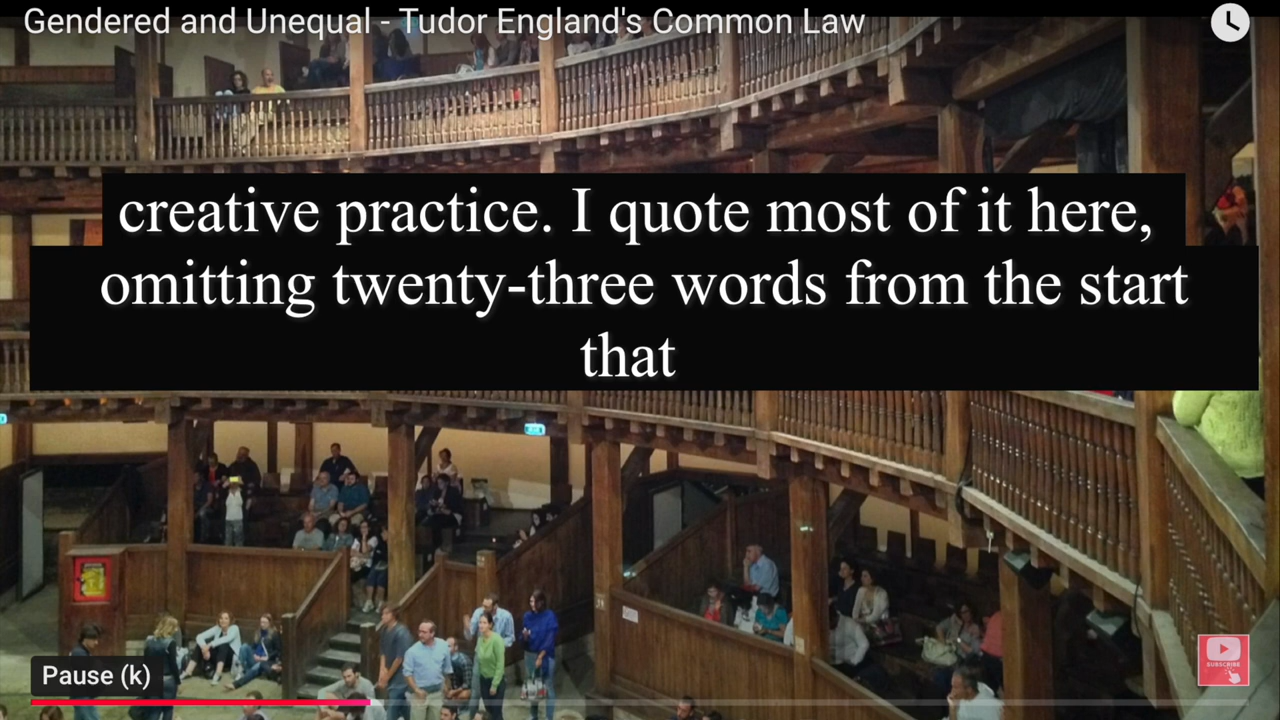 Gendered and Unequal - Tudor England's Common Law
creative practice. I quote most of it here,
omitting twenty-three words from the start
that
Pause (k)
SUBSCRIBE